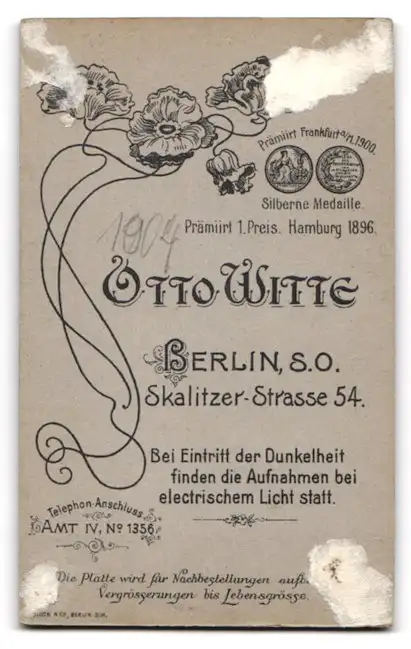 Prämiirt Frankfurt a/M. 1900.
Silberne Medaille.
Prämiirt 1. Preis. Hamburg 1896.
1904
OTTO WITTE
BERLIN, S.O.
Skalitzer-Strasse 54.
Bei Eintritt der Dunkelheit
finden die Aufnahmen bei
electrischem Licht statt.
Telephon-Anschluss
AMT IV, No 1356.
Die Platte wird für Nachbestellungen
Vergrösserungen bis Lebensgrösse.
BERLIN S.W.